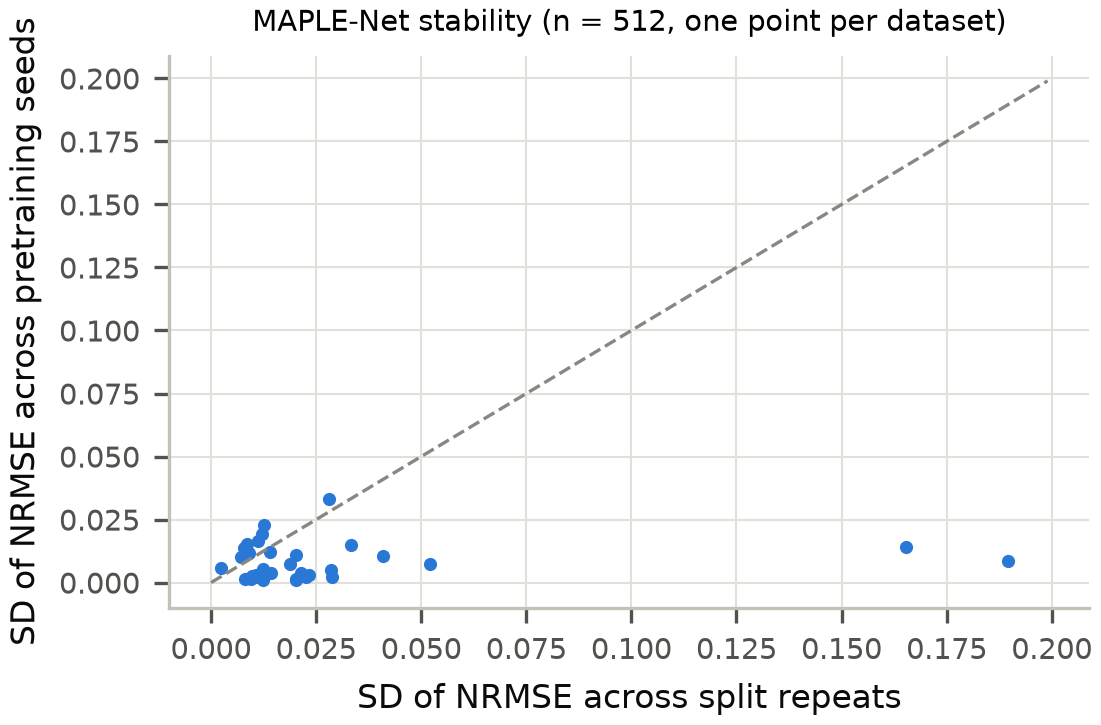 MAPLE-Net stability (n = 512, one point per dataset)
SD of NRMSE across pretraining seeds
0.200
0.175
0.150
0.125
0.100
0.075
0.050
0.025
0.000
0.000 0.025 0.050 0.075 0.100 0.125 0.150 0.175 0.200
SD of NRMSE across split repeats